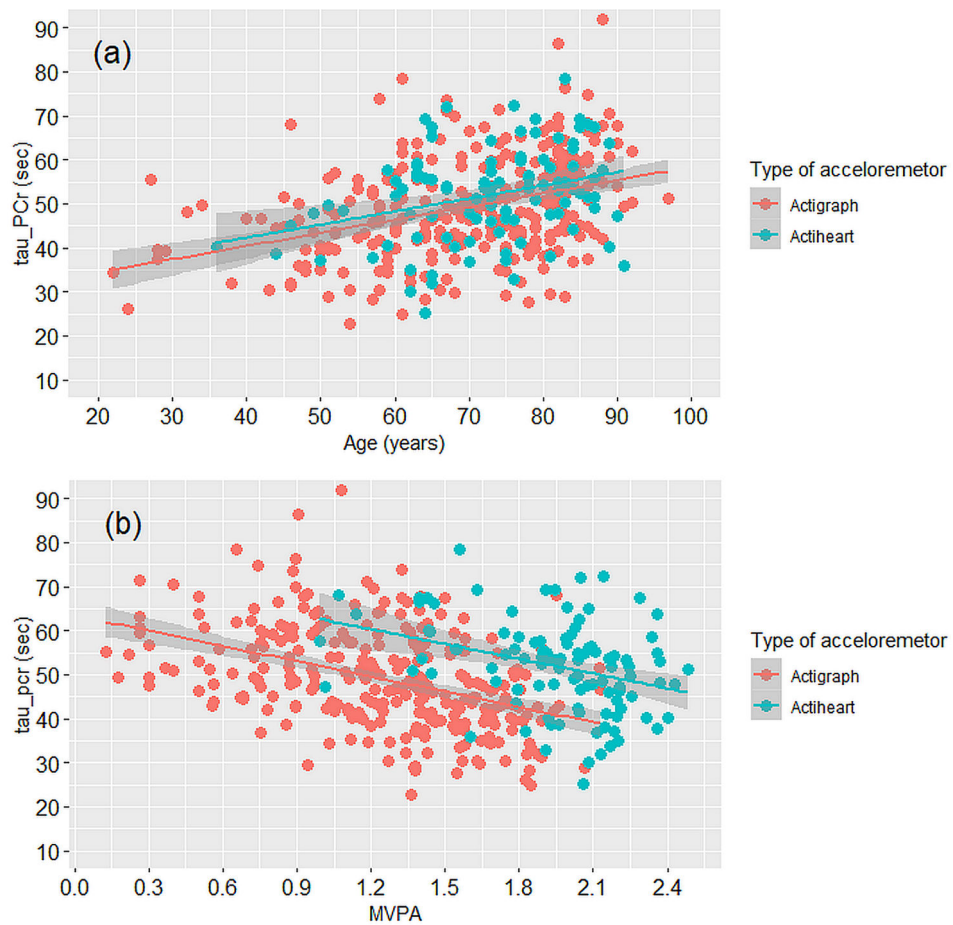 (a)
90
80
70
60
50
40
30
20
10
tau_PCr (sec)
20 30 40 50 60 70 80 90 100
Age (years)
Type of acceloremetor
Actigraph
Actiheart
(b)
90
80
70
60
50
40
30
20
10
tau_pcr (sec)
0.0 0.3 0.6 0.9 1.2 1.5 1.8 2.1 2.4
MVPA
Type of acceloremetor
Actigraph
Actiheart